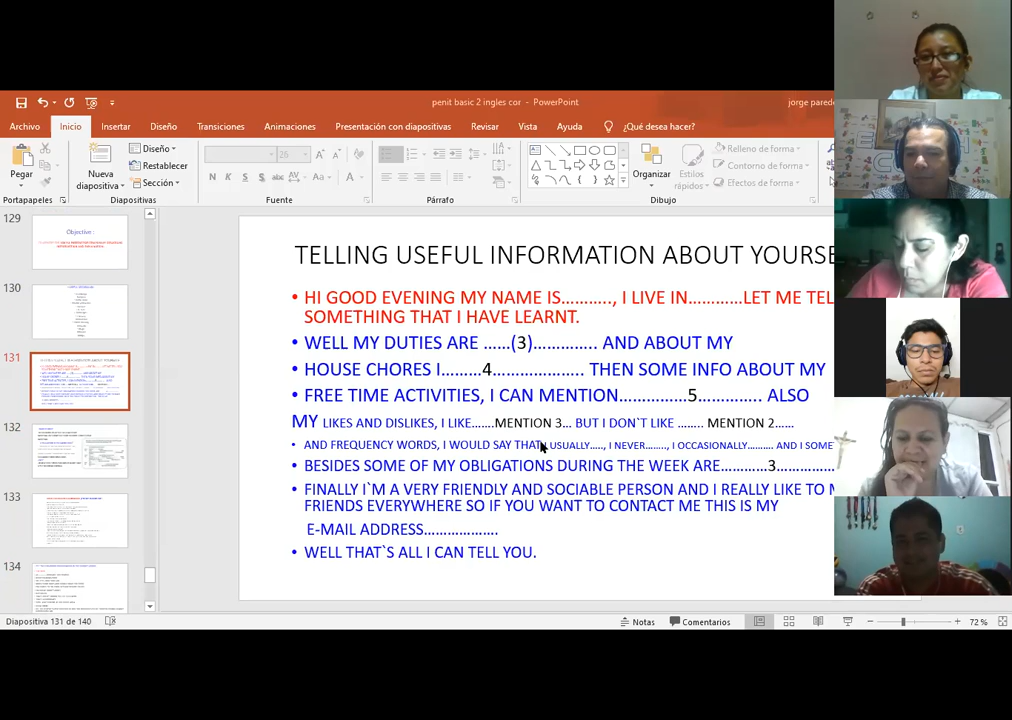 penit basic 2 ingles cor - PowerPoint
jorge pared
Archivo Inicio Insertar Diseño Transiciones Animaciones Presentación con diapositivas Revisar Vista Ayuda ¿Qué desea hacer?
Pegar
Nueva diapositiva
Diseño
Restablecer
Sección
26
N K S S abc AV Aa A
Organizar
Estilos rápidos
Relleno de forma
Contorno de forma
Efectos de forma
Portapapeles Diapositivas Fuente Párrafo Dibujo
129
Objective :
130
131
132
133
134
TELLING USEFUL INFORMATION ABOUT YOURSE
• HI GOOD EVENING MY NAME IS……….., I LIVE IN…………LET ME TEL
SOMETHING THAT I HAVE LEARNT.
• WELL MY DUTIES ARE ……(3)………….. AND ABOUT MY
• HOUSE CHORES I………4…………….. THEN SOME INFO ABOUT MY
• FREE TIME ACTIVITIES, I CAN MENTION……………5………….. ALSO
MY LIKES AND DISLIKES, I LIKE…….MENTION 3… BUT I DON`T LIKE …….. MENTION 2……
• AND FREQUENCY WORDS, I WOULD SAY THAT I USUALLY….., I NEVER…….., I OCCASIONALLY……… AND I SOME
• BESIDES SOME OF MY OBLIGATIONS DURING THE WEEK ARE…………3……………
• FINALLY I`M A VERY FRIENDLY AND SOCIABLE PERSON AND I REALLY LIKE TO M
FRIENDS EVERYWHERE SO IF YOU WANT TO CONTACT ME THIS IS MY
E-MAIL ADDRESS……………….
• WELL THAT`S ALL I CAN TELL YOU.
Diapositiva 131 de 140
Notas Comentarios 72 %